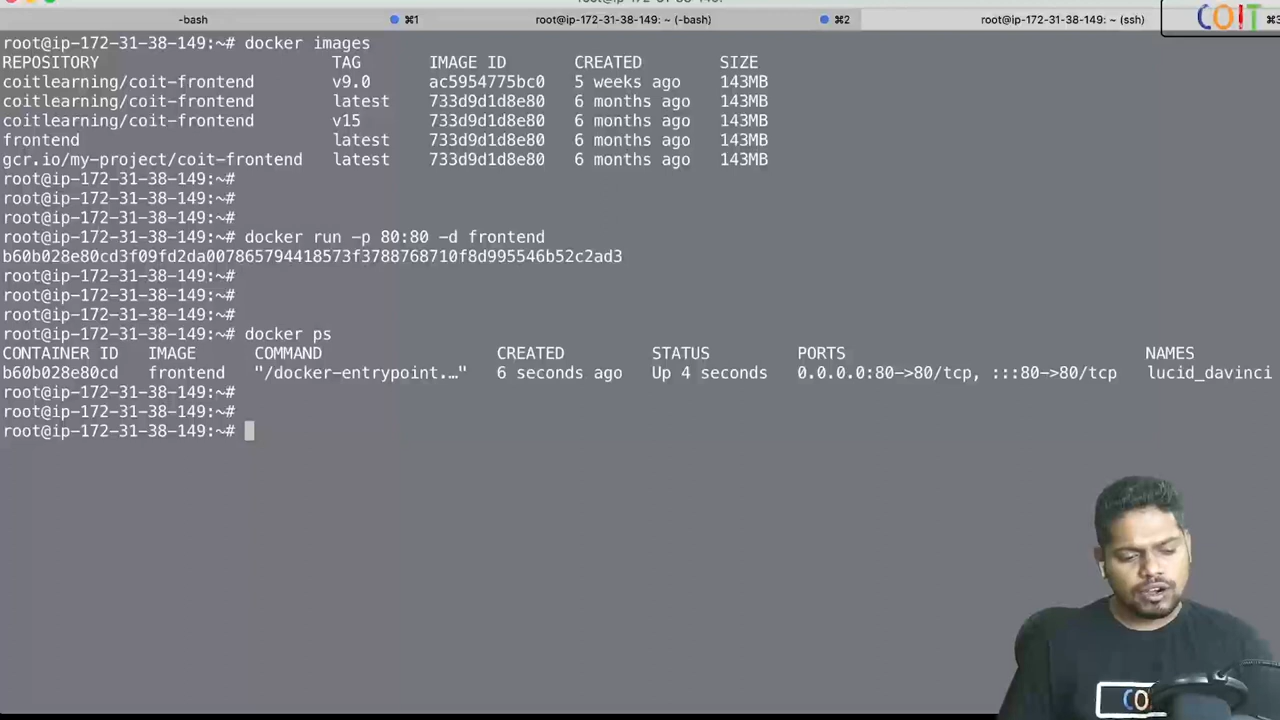 -bash
⌘1
root@ip-172-31-38-149: ~ (-bash)
⌘2
root@ip-172-31-38-149: ~ (ssh)
COIT
root@ip-172-31-38-149:~# docker images
REPOSITORY TAG IMAGE ID CREATED SIZE
coitlearning/coit-frontend v9.0 ac5954775bc0 5 weeks ago 143MB
coitlearning/coit-frontend latest 733d9d1d8e80 6 months ago 143MB
coitlearning/coit-frontend v15 733d9d1d8e80 6 months ago 143MB
frontend latest 733d9d1d8e80 6 months ago 143MB
gcr.io/my-project/coit-frontend latest 733d9d1d8e80 6 months ago 143MB
root@ip-172-31-38-149:~#
root@ip-172-31-38-149:~#
root@ip-172-31-38-149:~#
root@ip-172-31-38-149:~# docker run -p 80:80 -d frontend
b60b028e80cd3f09fd2da007865794418573f3788768710f8d995546b52c2ad3
root@ip-172-31-38-149:~#
root@ip-172-31-38-149:~#
root@ip-172-31-38-149:~#
root@ip-172-31-38-149:~# docker ps
CONTAINER ID IMAGE COMMAND CREATED STATUS PORTS NAMES
b60b028e80cd frontend "/docker-entrypoint.…" 6 seconds ago Up 4 seconds 0.0.0.0:80->80/tcp, :::80->80/tcp lucid_davinci
root@ip-172-31-38-149:~#
root@ip-172-31-38-149:~#
root@ip-172-31-38-149:~#
CO